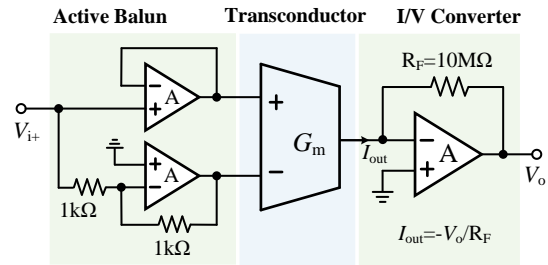 Active Balun Transconductor I/V Converter
R_F=10MΩ
− A
+
V_i+
+
G_m
−
I_out
− A
+
V_o
+ A
−
1kΩ
1kΩ
I_out=-V_o/R_F